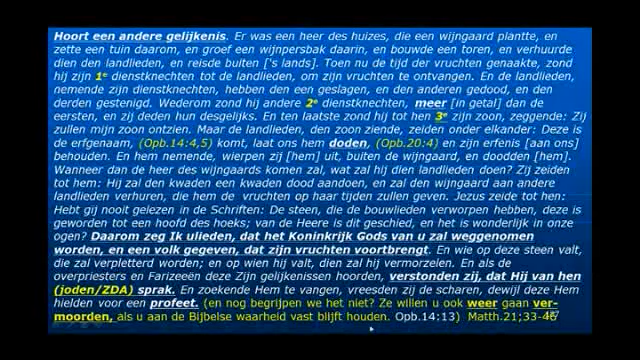 Hoort een andere gelijkenis. Er was een heer des huizes, die een wijngaard plantte, en
zette een tuin daarom, en groef een wijnpersbak daarin, en bouwde een toren, en verhuurde
dien den landlieden, en reisde buiten ['s lands]. Toen nu de tijd der vruchten genaakte, zond
hij zijn 1e dienstknechten tot de landlieden, om zijn vruchten te ontvangen. En de landlieden,
nemende zijn dienstknechten, hebben den een geslagen, en den anderen gedood, en den
derden gestenigd. Wederom zond hij andere 2e dienstknechten, meer [in getal] dan de
eersten, en zij deden hun desgelijks. En ten laatste zond hij tot hen 3e zijn zoon, zeggende: Zij
zullen mijn zoon ontzien. Maar de landlieden, den zoon ziende, zeiden onder elkander: Deze is
de erfgenaam, (Opb.14:4,5) komt, laat ons hem doden, (Opb.20:4) en zijn erfenis [aan ons]
behouden. En hem nemende, wierpen zij [hem] uit, buiten de wijngaard, en doodden [hem].
Wanneer dan de heer des wijngaards komen zal, wat zal hij dien landlieden doen? Zij zeiden
tot hem: Hij zal den kwaden een kwaden dood aandoen, en zal den wijngaard aan andere
landlieden verhuren, die hem de vruchten op haar tijden zullen geven. Jezus zeide tot hen:
Hebt gij nooit gelezen in de Schriften: De steen, die de bouwlieden verworpen hebben, deze is
geworden tot een hoofd des hoeks; van de Heere is dit geschied, en het is wonderlijk in onze
ogen? Daarom zeg Ik ulieden, dat het Koninkrijk Gods van u zal weggenomen
worden, en een volk gegeven, dat zijn vruchten voortbrengt. En wie op deze steen valt,
die zal verpletterd worden; en op wien hij valt, dien zal hij vermorzelen. En als de
overpriesters en Farizeeën deze Zijn gelijkenissen hoorden, verstonden zij, dat Hij van hen
(joden/ZDA) sprak. En zoekende Hem te vangen, vreesden zij de scharen, dewijl deze Hem
hielden voor een profeet. (en nog begrijpen we het niet? Ze willen u ook weer gaan ver-
moorden, als u aan de Bijbelse waarheid vast blijft houden. Opb.14:13) Matth.21;33-46